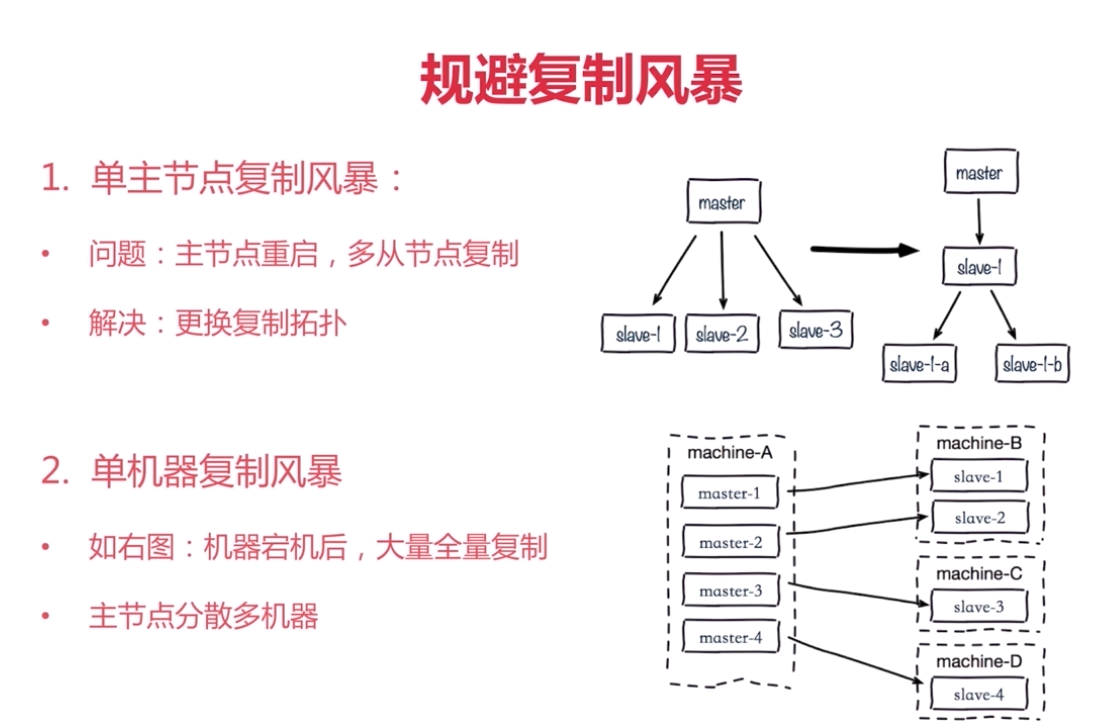 规避复制风暴
1. 单主节点复制风暴：
• 问题：主节点重启，多从节点复制
• 解决：更换复制拓扑
master
slave-1 slave-2 slave-3
master
slave-1
slave-1-a slave-1-b
2. 单机器复制风暴
• 如右图：机器宕机后，大量全量复制
• 主节点分散多机器
machine-A
master-1
master-2
master-3
master-4
machine-B
slave-1
slave-2
machine-C
slave-3
machine-D
slave-4